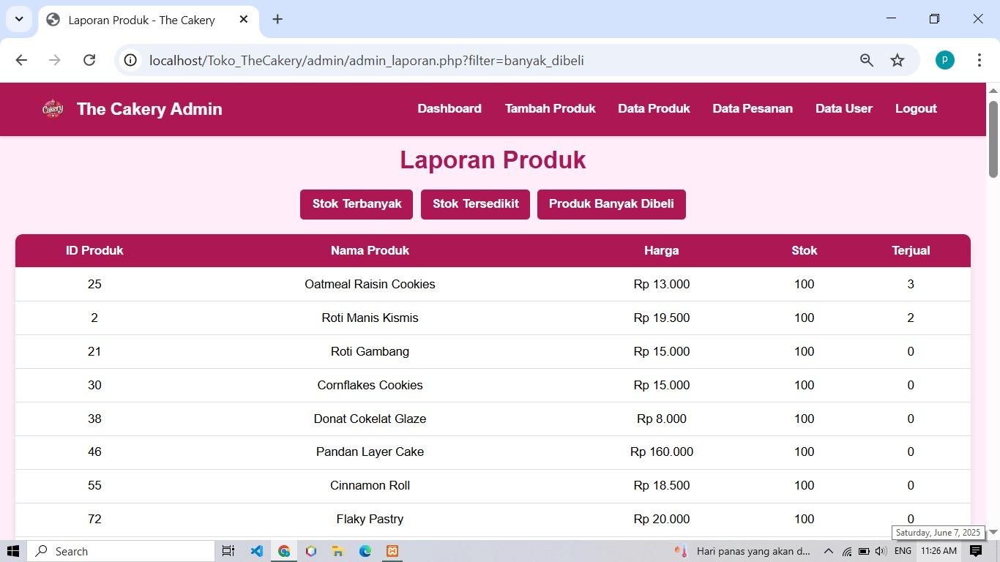 Laporan Produk - The Cakery
localhost/Toko_TheCakery/admin/admin_laporan.php?filter=banyak_dibeli
p
Cakery
The Cakery Admin
Dashboard Tambah Produk Data Produk Data Pesanan Data User Logout
Laporan Produk
Stok Terbanyak Stok Tersedikit Produk Banyak Dibeli
ID Produk Nama Produk Harga Stok Terjual
25 Oatmeal Raisin Cookies Rp 13.000 100 3
2 Roti Manis Kismis Rp 19.500 100 2
21 Roti Gambang Rp 15.000 100 0
30 Cornflakes Cookies Rp 15.000 100 0
38 Donat Cokelat Glaze Rp 8.000 100 0
46 Pandan Layer Cake Rp 160.000 100 0
55 Cinnamon Roll Rp 18.500 100 0
72 Flaky Pastry Rp 20.000 100 0
Saturday, June 7, 2025
Search
Hari panas yang akan d...
ENG
11:26 AM